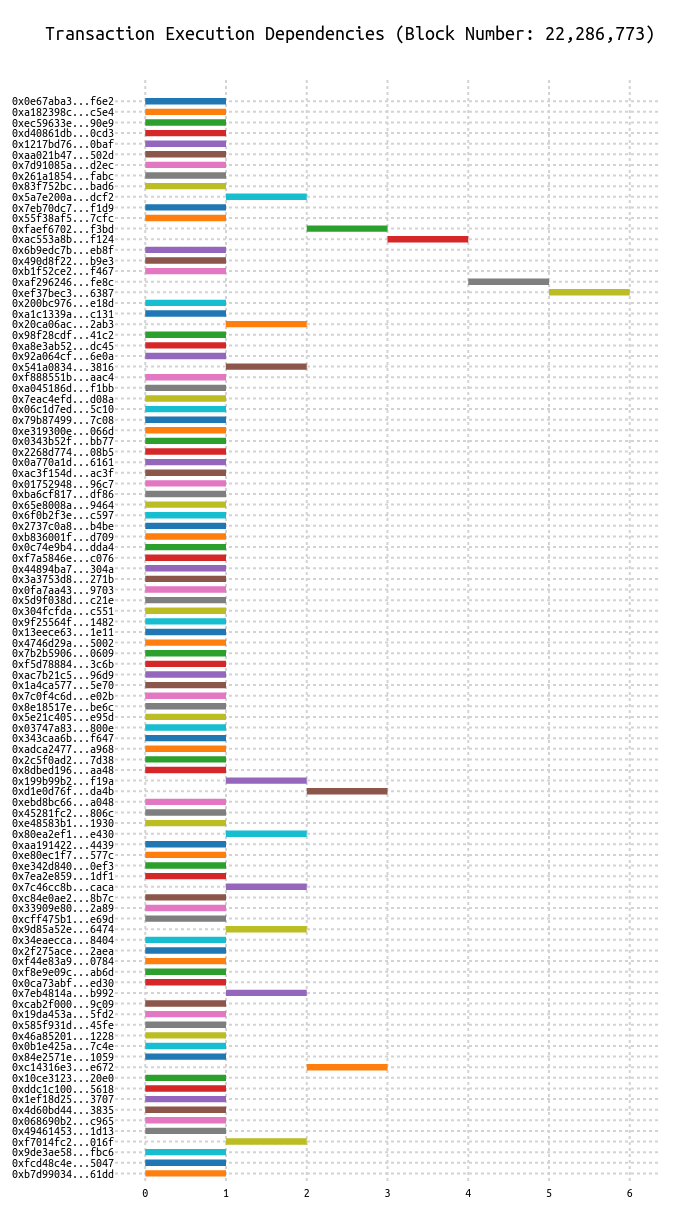 Transaction Execution Dependencies (Block Number: 22,286,773)
0x0e67aba3...f6e2
0xa182398c...c5e4
0xec59633e...90e9
0xd40861db...0cd3
0x1217bd76...0baf
0xaa021b47...502d
0x7d91085a...d2ec
0x261a1854...fabc
0x83f752bc...bad6
0x5a7e200a...dcf2
0x7eb70dc7...f1d9
0x55f38af5...7cfc
0xfaef6702...f3bd
0xac553a8b...f124
0x6b9edc7b...eb8f
0x490d8f22...b9e3
0xb1f52ce2...f467
0xaf296246...fe8c
0xef37bec3...6387
0x200bc976...e18d
0xa1c1339a...c131
0x20ca06ac...2ab3
0x98f28cdf...41c2
0xa8e3ab52...dc45
0x92a064cf...6e0a
0x541a0834...3816
0xf888551b...aac4
0xa045186d...f1bb
0x7eac4efd...d08a
0x06c1d7ed...5c10
0x79b87499...7c08
0xe319300e...066d
0x0343b52f...bb77
0x2268d774...08b5
0x0a770a1d...6161
0xac3f154d...ac3f
0x01752948...96c7
0xba6cf817...df86
0x65e8008a...9464
0x6f0b2f3e...c597
0x2737c0a8...b4be
0xb836001f...d709
0x0c74e9b4...dda4
0xf7a5846e...c076
0x44894ba7...304a
0x3a3753d8...271b
0x0fa7aa43...9703
0x5d9f038d...c21e
0x304fcfda...c551
0x9f25564f...1482
0x13eece63...1e11
0x4746d29a...5002
0x7b2b5906...0609
0xf5d78884...3c6b
0xac7b21c5...96d9
0x1a4ca577...5e70
0x7c0f4c6d...e02b
0x8e18517e...be6c
0x5e21c405...e95d
0x03747a83...800e
0x343caa6b...f647
0xadca2477...a968
0x2c5f0ad2...7d38
0x8dbed196...aa48
0x199b99b2...f19a
0xd1e0d76f...da4b
0xebd8bc66...a048
0x45281fc2...806c
0xe48583b1...1930
0x80ea2ef1...e430
0xaa191422...4439
0xe80ec1f7...577c
0xe342d840...0ef3
0x7ea2e859...1df1
0x7c46cc8b...caca
0xc84e0ae2...8b7c
0x33909e80...2a89
0xcff475b1...e69d
0x9d85a52e...6474
0x34eaecca...8404
0x2f275ace...2aea
0xf44e83a9...0784
0xf8e9e09c...ab6d
0x0ca73abf...ed30
0x7eb4814a...b992
0xcab2f000...9c09
0x19da453a...5fd2
0x585f931d...45fe
0x46a85201...1228
0x0b1e425a...7c4e
0x84e2571e...1059
0xc14316e3...e672
0x10ce3123...20e0
0xddc1c100...5618
0x1ef18d25...3707
0x4d60bd44...3835
0x068690b2...c965
0x49461453...1d13
0xf7014fc2...016f
0x9de3ae58...fbc6
0xfcd48c4e...5047
0xb7d99034...61dd
0 1 2 3 4 5 6